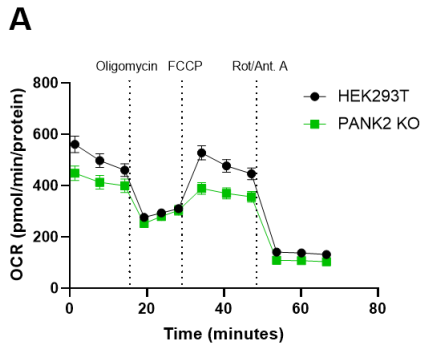 A
Oligomycin FCCP Rot/Ant. A
HEK293T
PANK2 KO
OCR (pmol/min/protein)
800
600
400
200
0
0 20 40 60 80
Time (minutes)